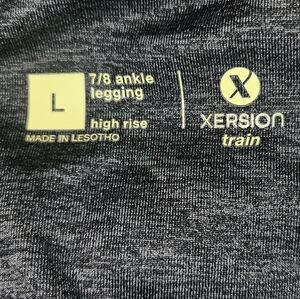 L
7/8 ankle
legging
high rise
MADE IN LESOTHO
X
XERSION
train